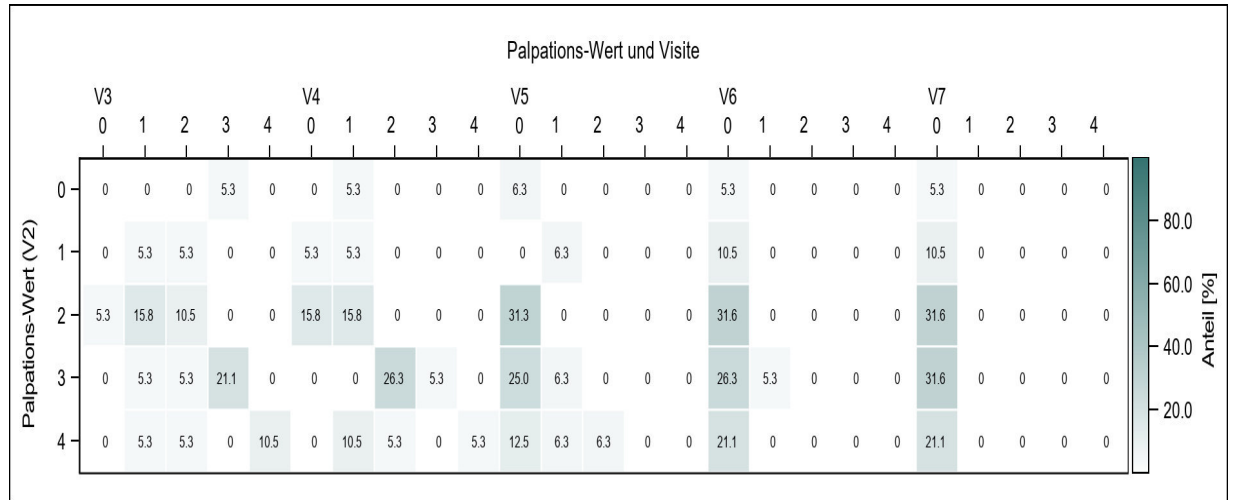 Palpations-Wert und Visite
V3 V4 V5 V6 V7
0 1 2 3 4 0 1 2 3 4 0 1 2 3 4 0 1 2 3 4 0 1 2 3 4
0 0 0 0 5.3 0 0 5.3 0 0 0 6.3 0 0 0 0 5.3 0 0 0 0 5.3 0 0 0 0
1 0 5.3 5.3 0 0 5.3 5.3 0 0 0 0 6.3 0 0 0 10.5 0 0 0 0 10.5 0 0 0 0
2 5.3 15.8 10.5 0 0 15.8 15.8 0 0 0 31.3 0 0 0 0 31.6 0 0 0 0 31.6 0 0 0 0
3 0 5.3 5.3 21.1 0 0 0 26.3 5.3 0 25.0 6.3 0 0 0 26.3 5.3 0 0 0 31.6 0 0 0 0
4 0 5.3 5.3 0 10.5 0 10.5 5.3 0 5.3 12.5 6.3 6.3 0 0 21.1 0 0 0 0 21.1 0 0 0 0
Palpations-Wert (V2)
80.0
60.0
40.0
20.0
Anteil [%]